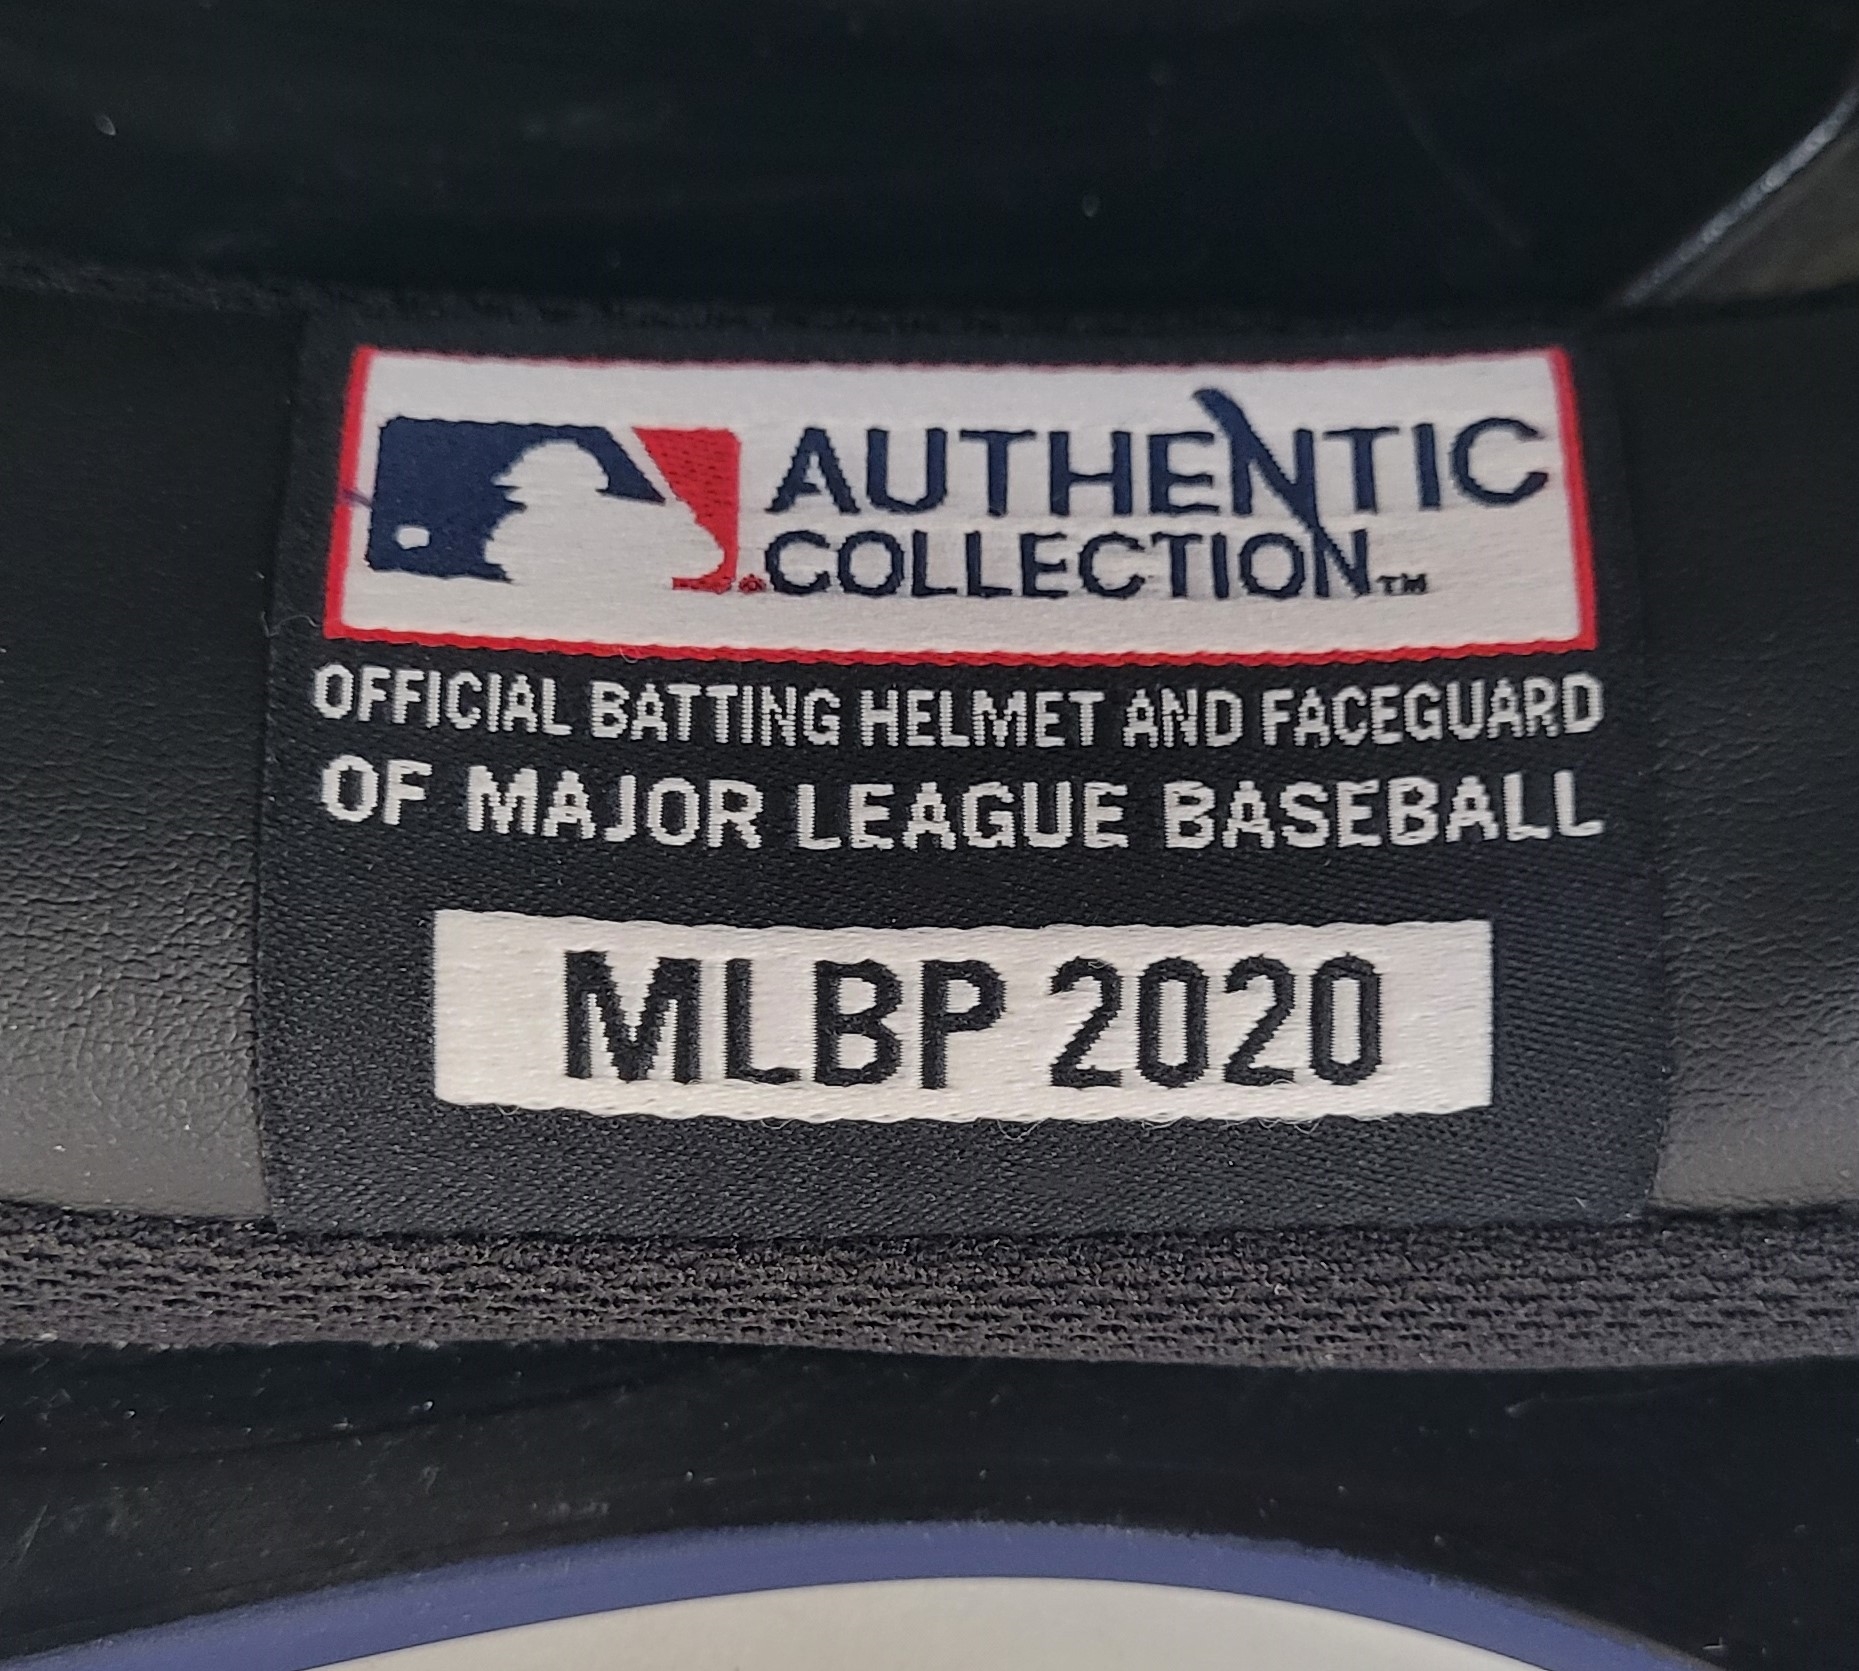 AUTHENTIC
COLLECTION™
OFFICIAL BATTING HELMET AND FACEGUARD
OF MAJOR LEAGUE BASEBALL
MLBP 2020